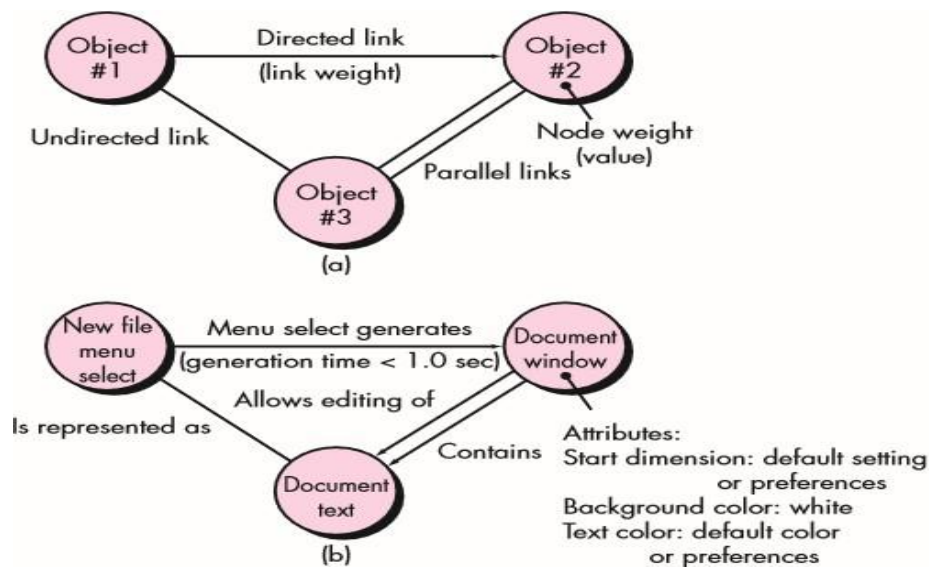 Object
#1
Directed link
(link weight)
Object
#2
Undirected link
Node weight
(value)
Parallel links
Object
#3
(a)
New file
menu
select
Menu select generates
(generation time < 1.0 sec)
Document
window
Allows editing of
Is represented as
Contains
Attributes:
Start dimension: default setting
or preferences
Background color: white
Text color: default color
or preferences
Document
text
(b)